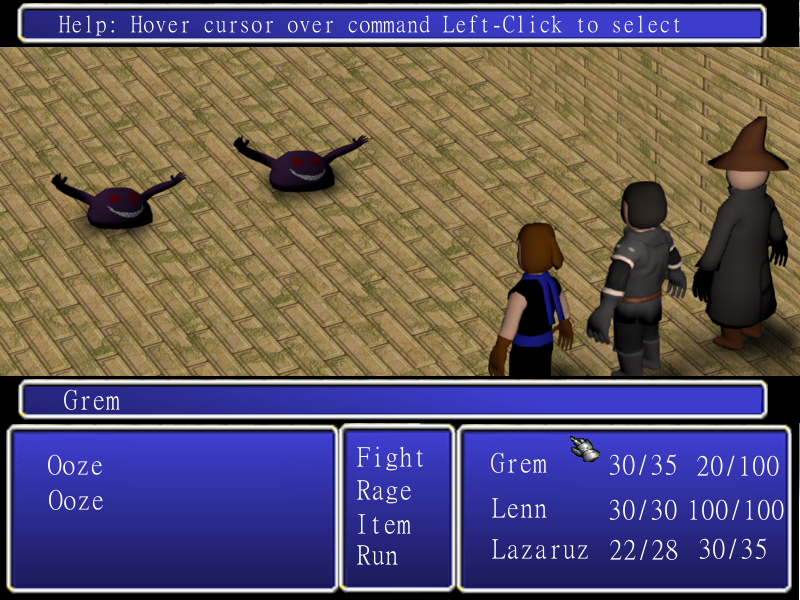 Help: Hover cursor over command Left-Click to select
Grem
Ooze
Ooze
Fight
Rage
Item
Run
Grem 30/35 20/100
Lenn 30/30 100/100
Lazaruz 22/28 30/35